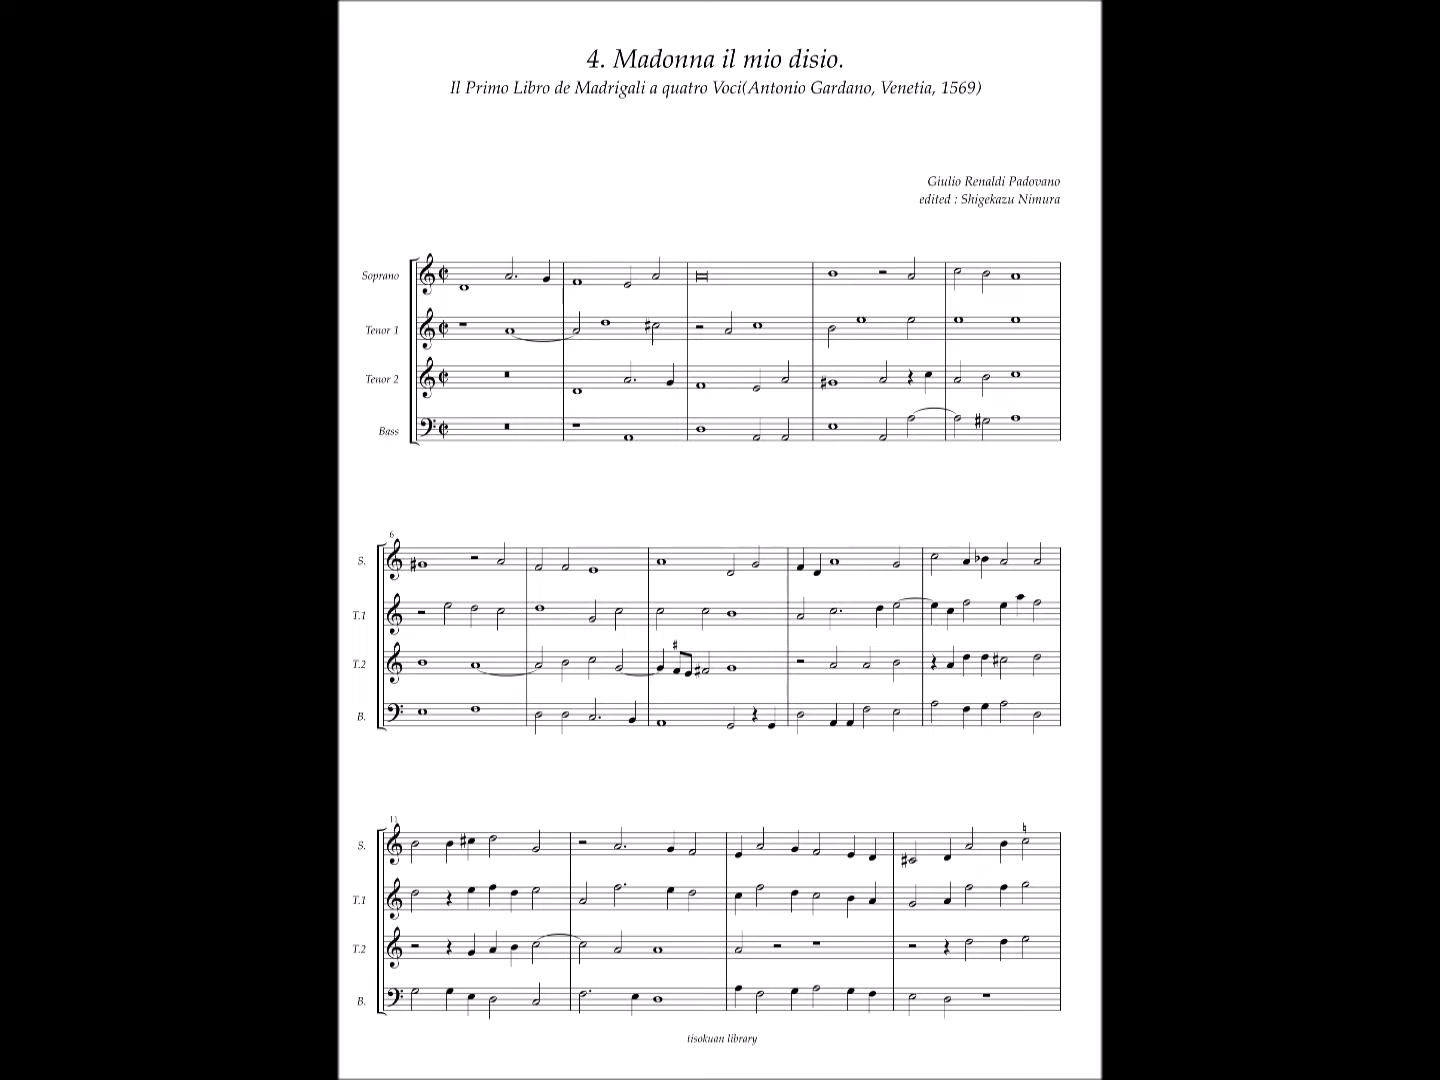 4. Madonna il mio disio.
Il Primo Libro de Madrigali a quatro Voci(Antonio Gardano, Venetia, 1569)
Giulio Renaldi Padovano
edited : Shigekazu Nimura
Soprano
Tenor 1
Tenor 2
Bass
6
S.
T.1
T.2
B.
11
S.
T.1
T.2
B.
tisokuan library